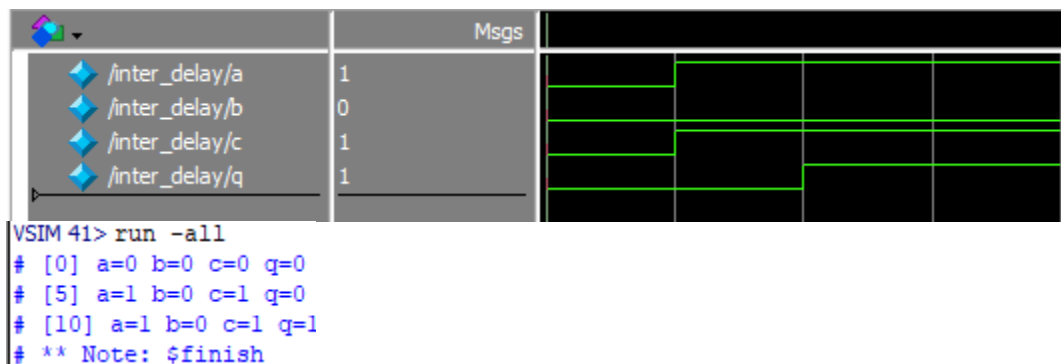 Msgs
/inter_delay/a 1
/inter_delay/b 0
/inter_delay/c 1
/inter_delay/q 1
VSIM 41> run -all
# [0] a=0 b=0 c=0 q=0
# [5] a=1 b=0 c=1 q=0
# [10] a=1 b=0 c=1 q=1
# ** Note: $finish